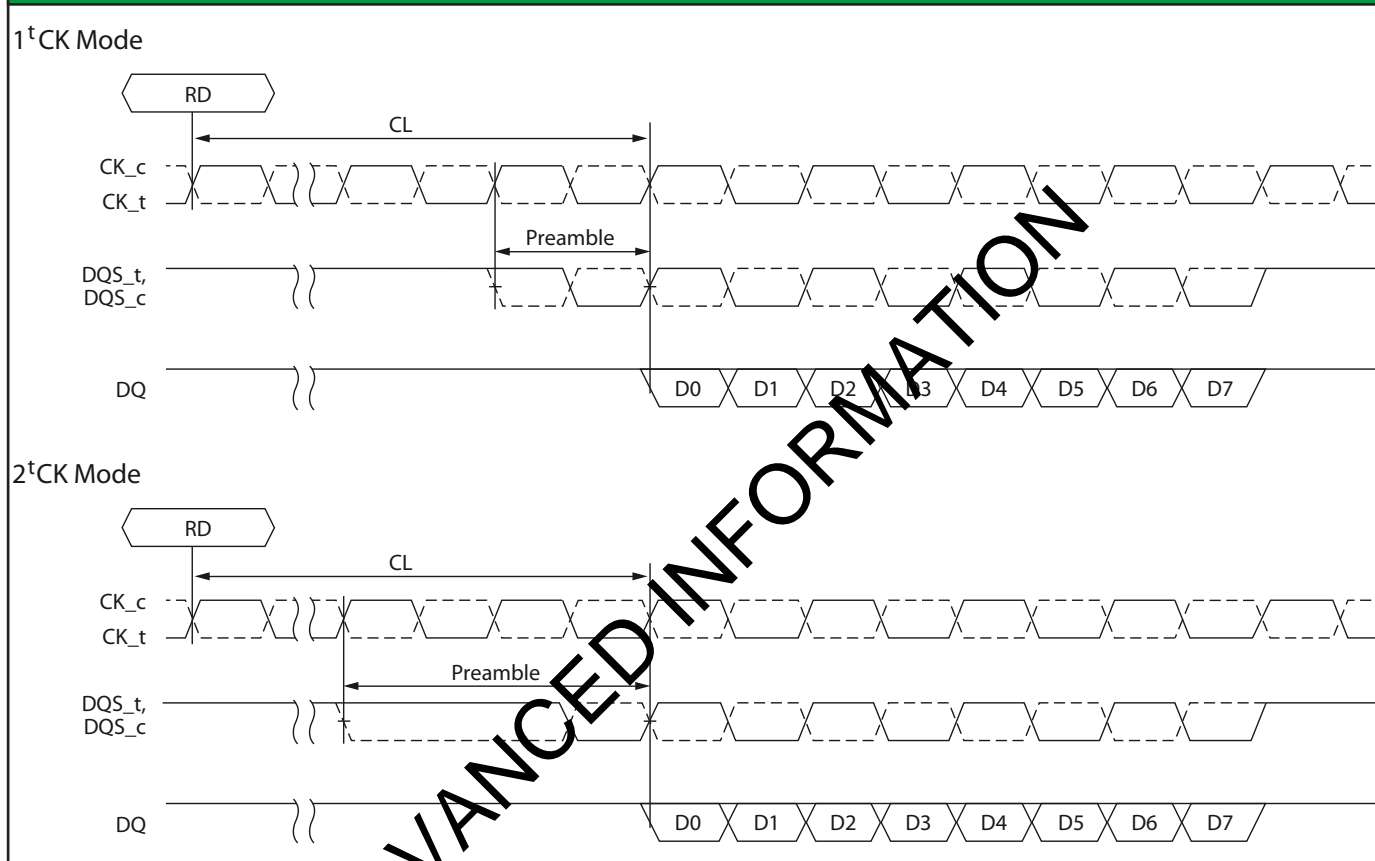 1tCK Mode
RD
CL
CK_c
CK_t
Preamble
DQS_t,
DQS_c
DQ
D0 D1 D2 D3 D4 D5 D6 D7
2tCK Mode
RD
CL
CK_c
CK_t
Preamble
DQS_t,
DQS_c
DQ
D0 D1 D2 D3 D4 D5 D6 D7
VANCED INFORMATION